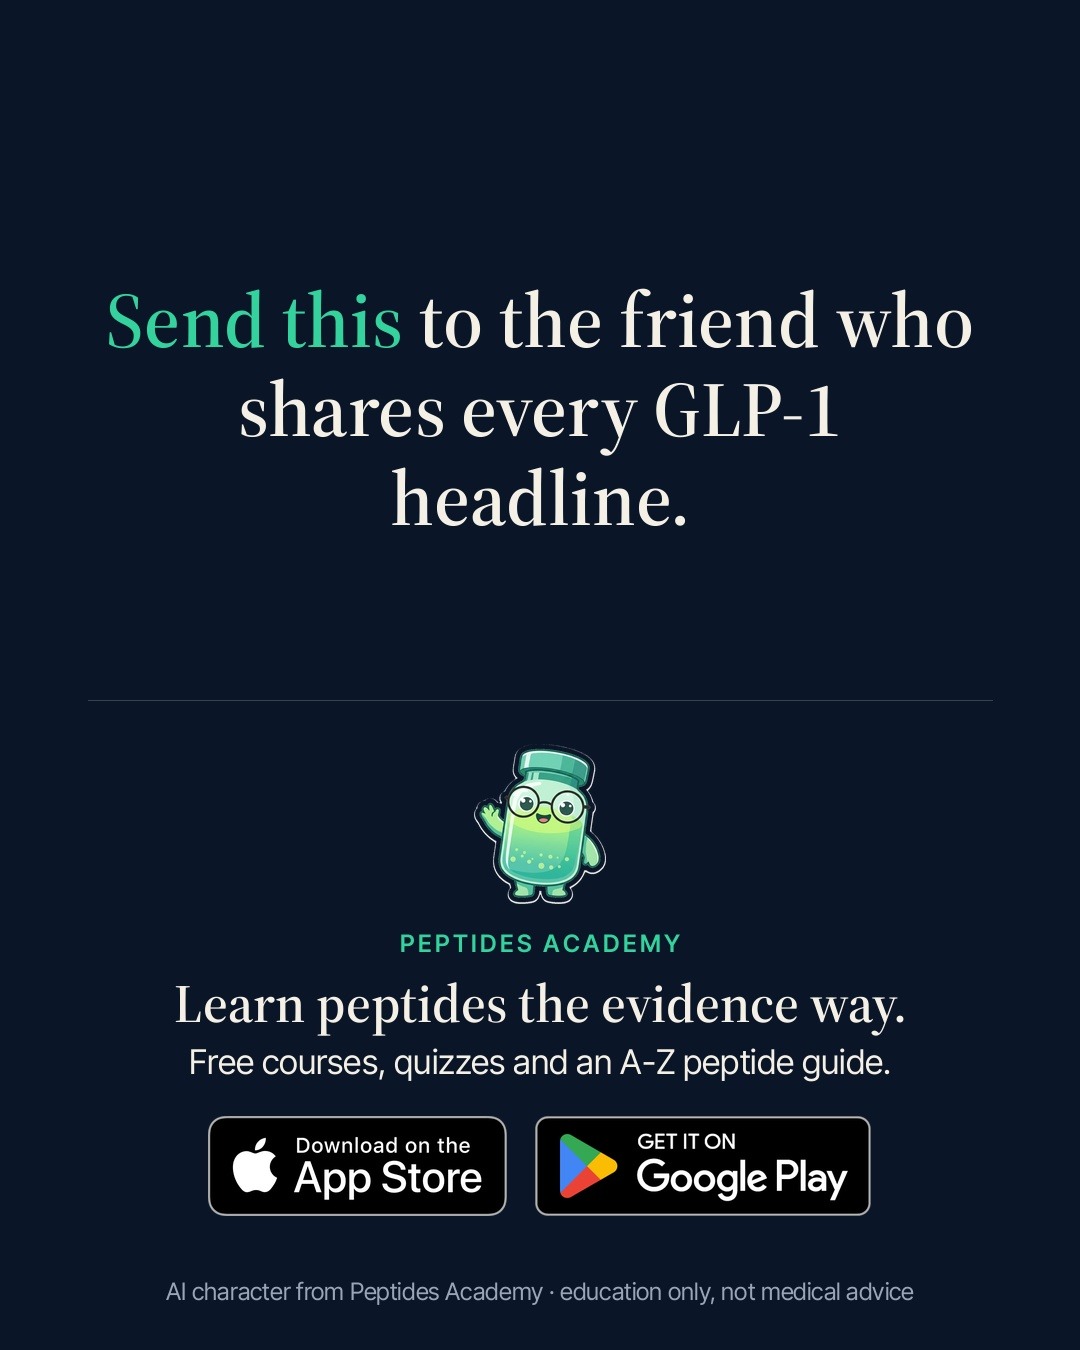 Send this to the friend who
shares every GLP-1
headline.
PEPTIDES ACADEMY
Learn peptides the evidence way.
Free courses, quizzes and an A-Z peptide guide.
Download on the
App Store
GET IT ON
Google Play
AI character from Peptides Academy · education only, not medical advice